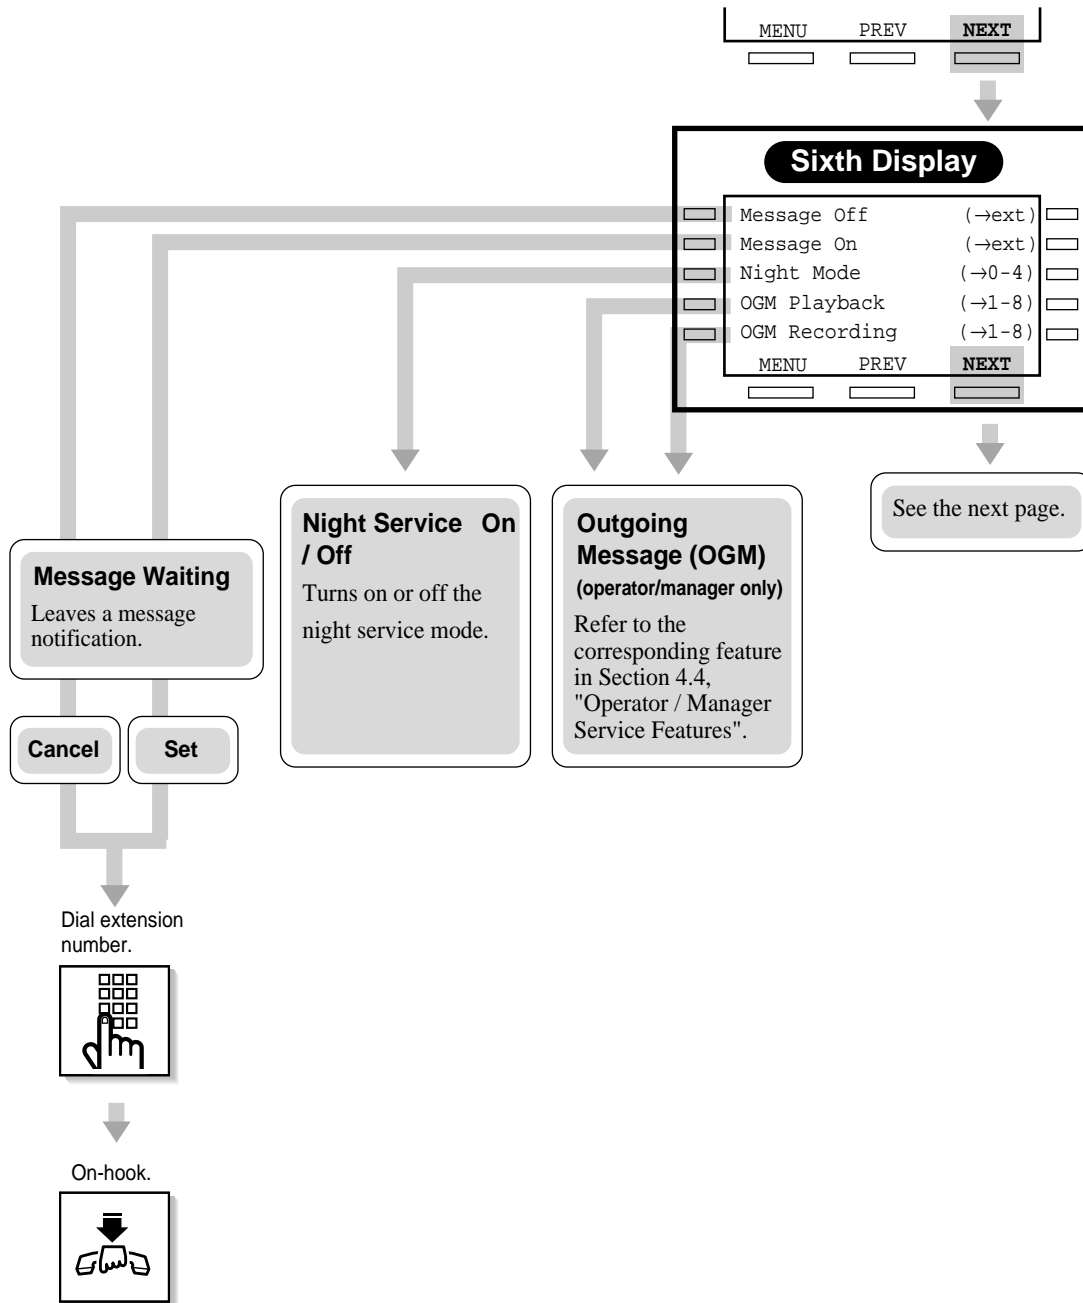 MENU PREV NEXT
Sixth Display
Message Off (→ext)
Message On (→ext)
Night Mode (→0-4)
OGM Playback (→1-8)
OGM Recording (→1-8)
MENU PREV NEXT
See the next page.
Night Service On
/ Off
Turns on or off the
night service mode.
Outgoing
Message (OGM)
(operator/manager only)
Refer to the
corresponding feature
in Section 4.4,
"Operator / Manager
Service Features".
Message Waiting
Leaves a message
notification.
Cancel
Set
Dial extension
number.
On-hook.